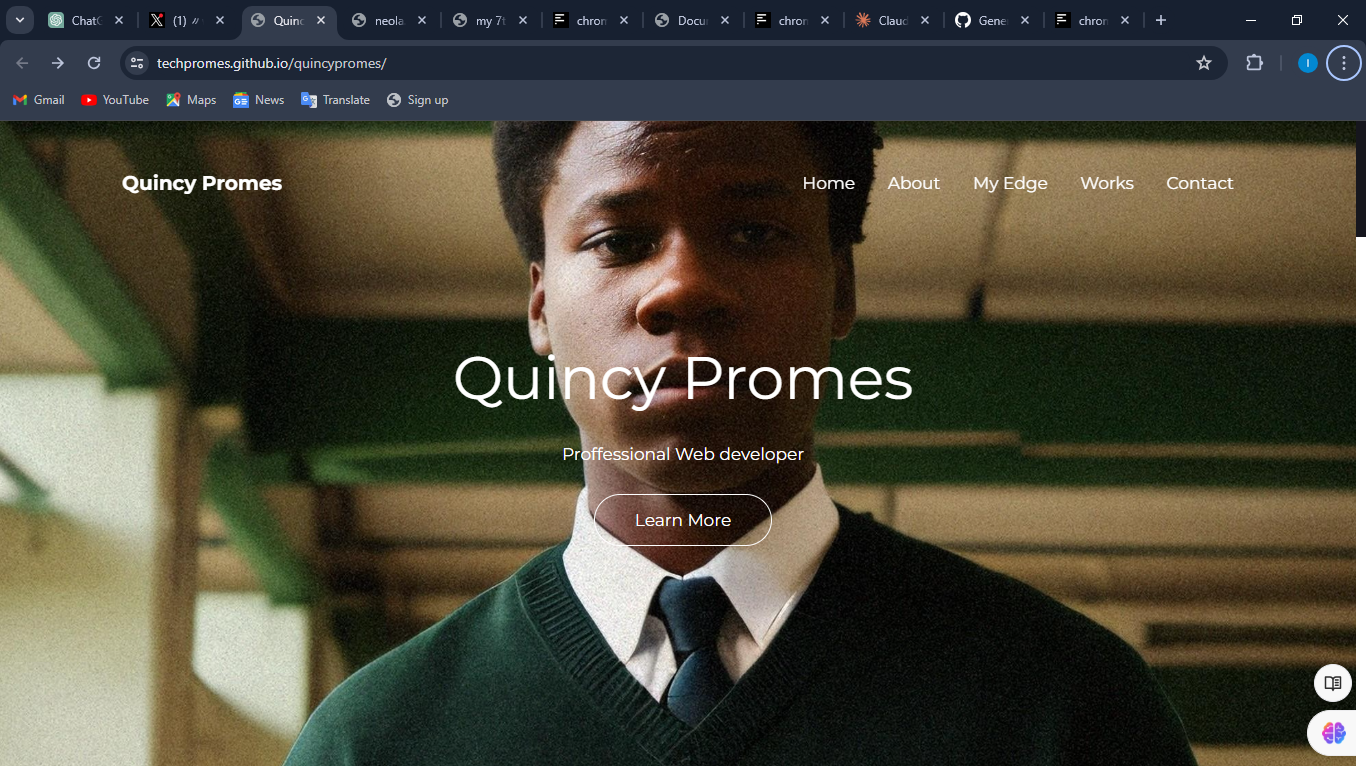 ChatG
(1) 
Quinc
neola
my 7t
chron
Docu
chron
Claud
Gene
chron
techpromes.github.io/quincypromes/
I
Gmail
YouTube
Maps
News
Translate
Sign up
Quincy Promes
Home
About
My Edge
Works
Contact
Quincy Promes
Proffessional Web developer
Learn More